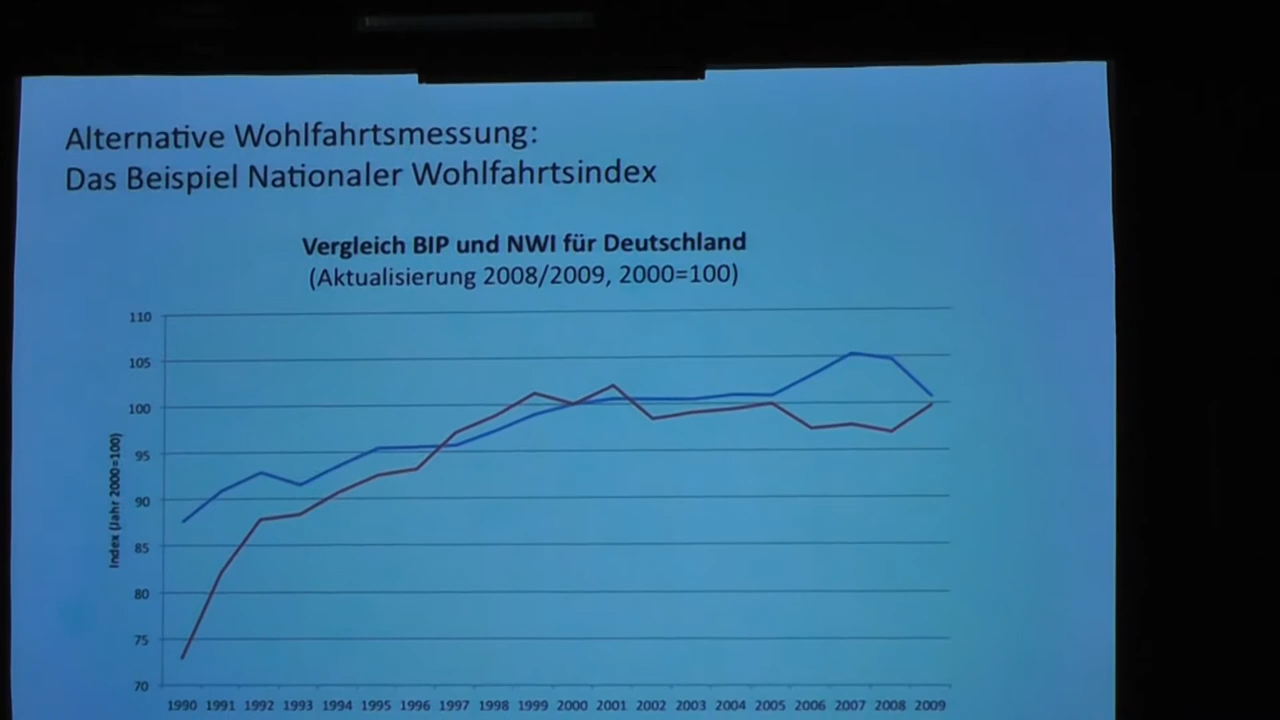 Alternative Wohlfahrtsmessung:
Das Beispiel Nationaler Wohlfahrtsindex
Vergleich BIP und NWI für Deutschland
(Aktualisierung 2008/2009, 2000=100)
Index (Jahr 2000=100)
110
105
100
95
90
85
80
75
70
1990 1991 1992 1993 1994 1995 1996 1997 1998 1999 2000 2001 2002 2003 2004 2005 2006 2007 2008 2009